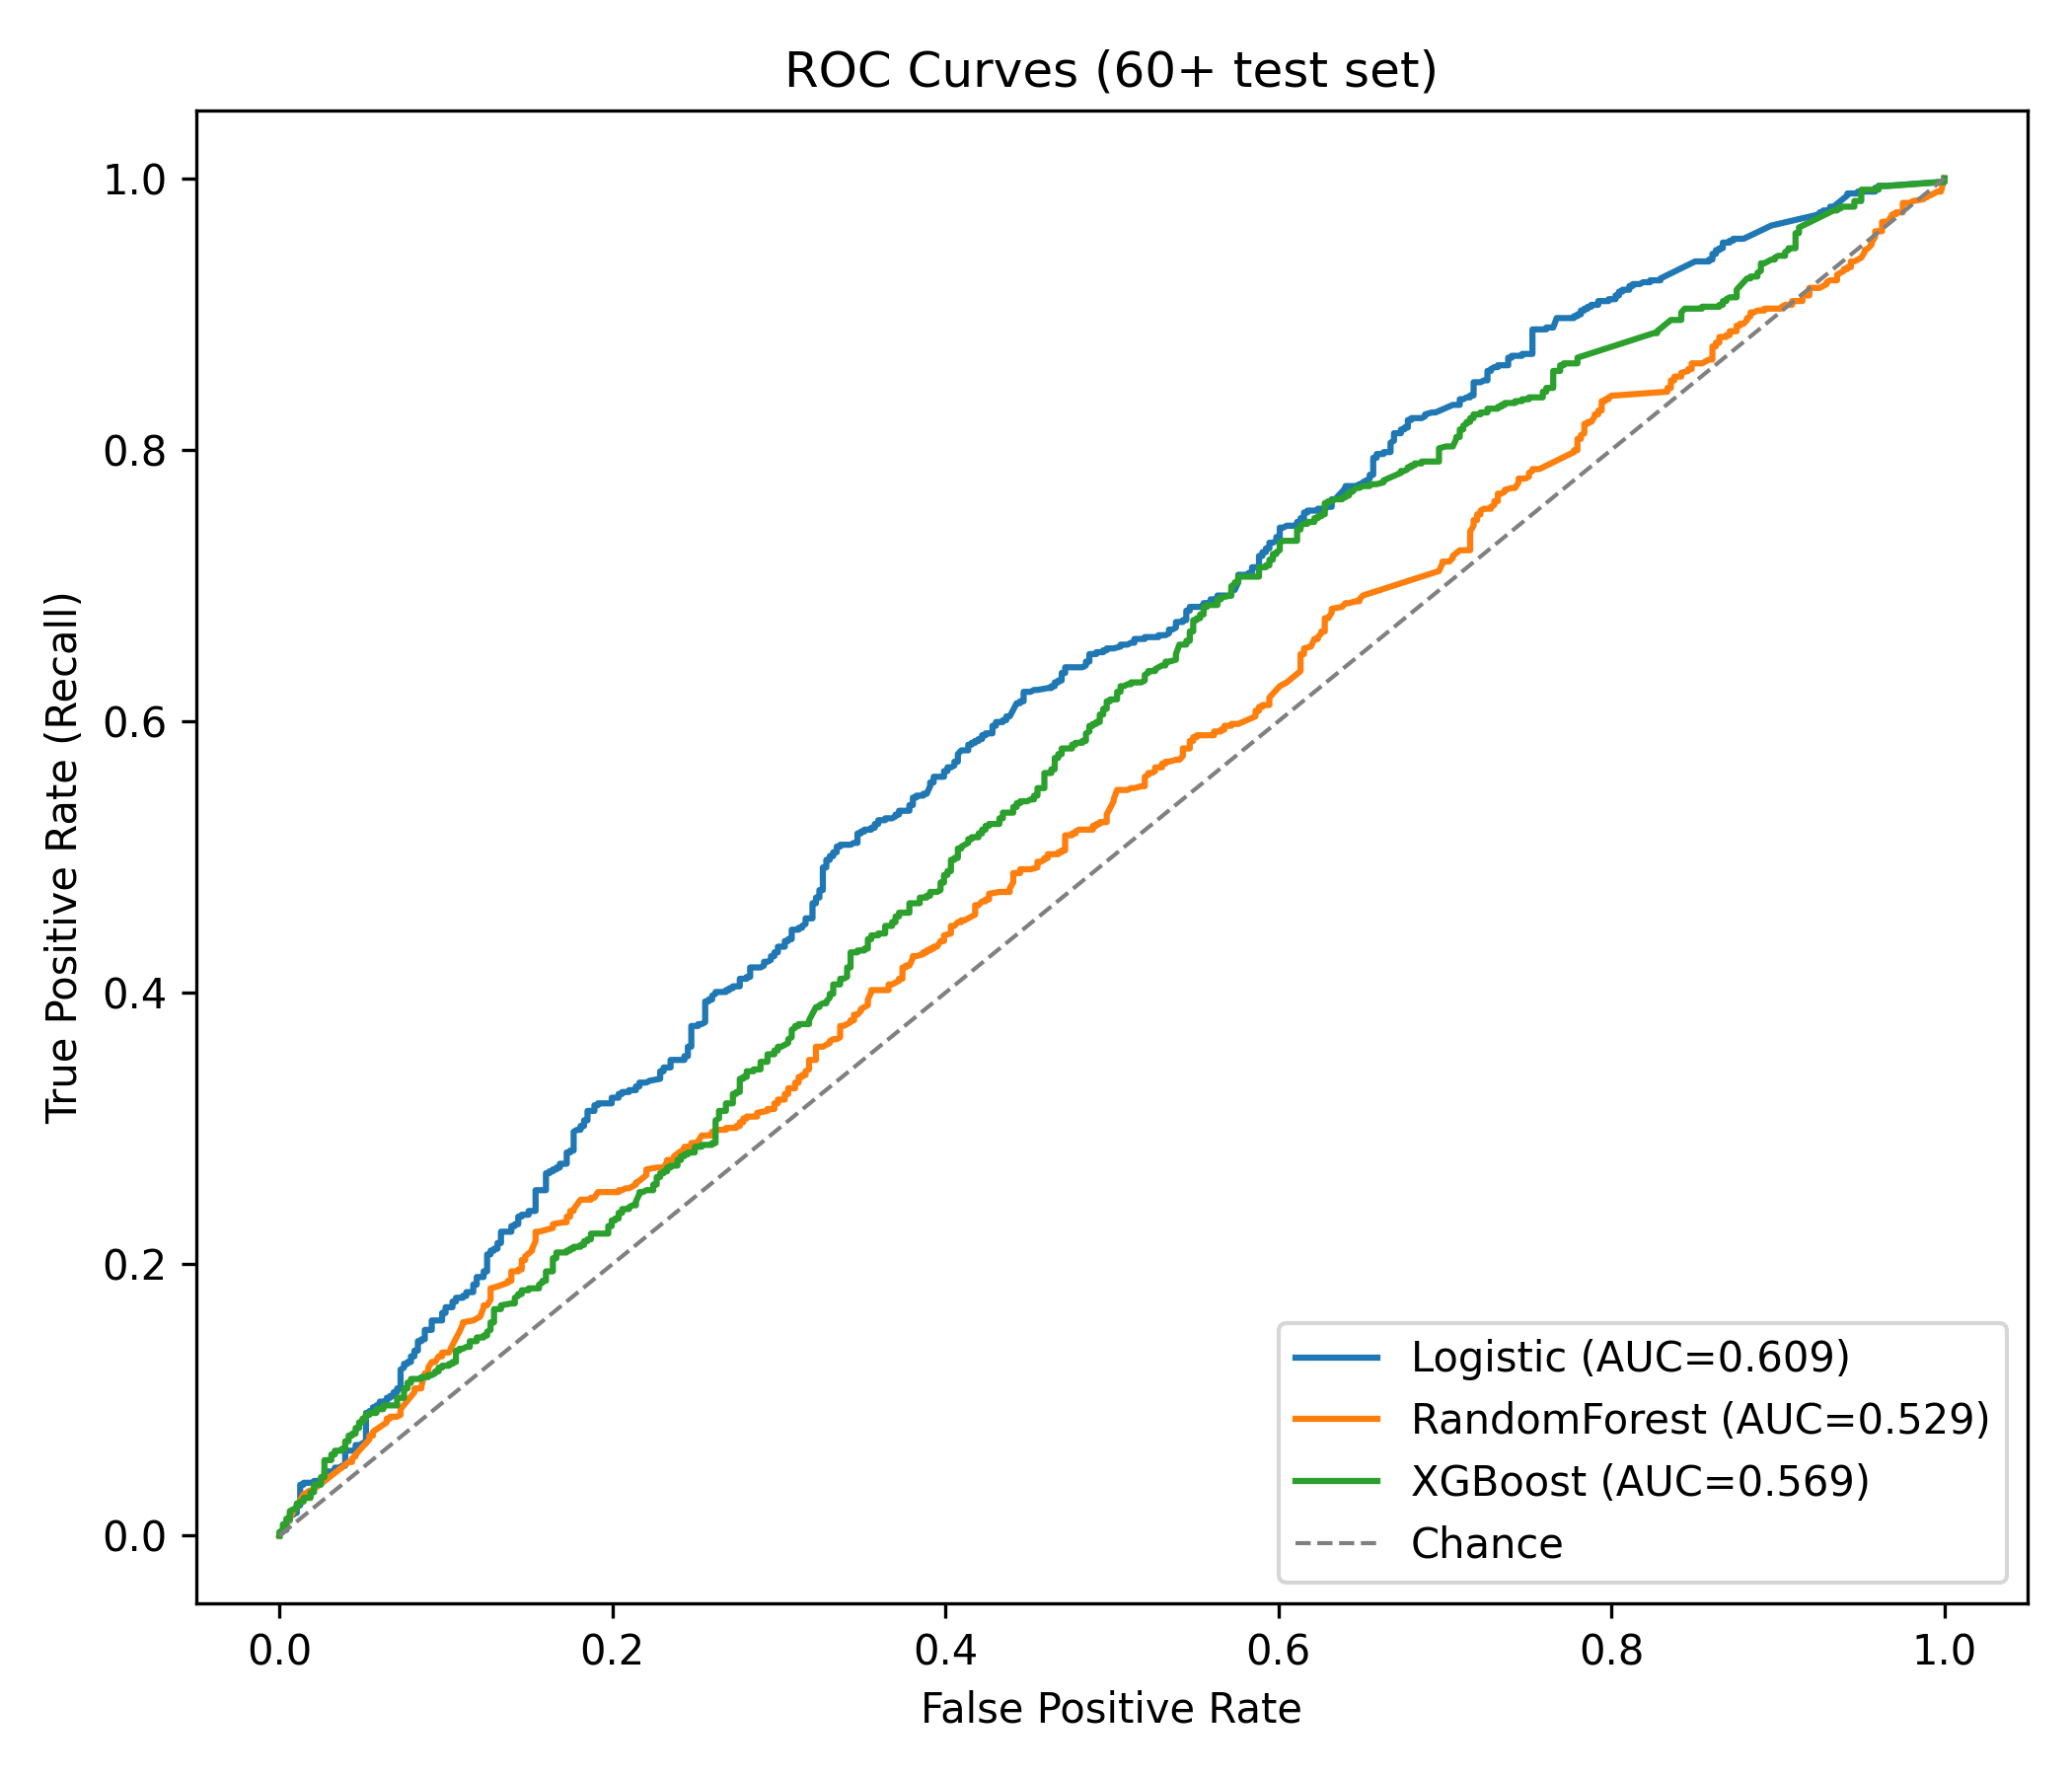 ROC Curves (60+ test set)
True Positive Rate (Recall)
1.0
0.8
0.6
0.4
0.2
0.0
0.0 0.2 0.4 0.6 0.8 1.0
False Positive Rate
Logistic (AUC=0.609)
RandomForest (AUC=0.529)
XGBoost (AUC=0.569)
Chance